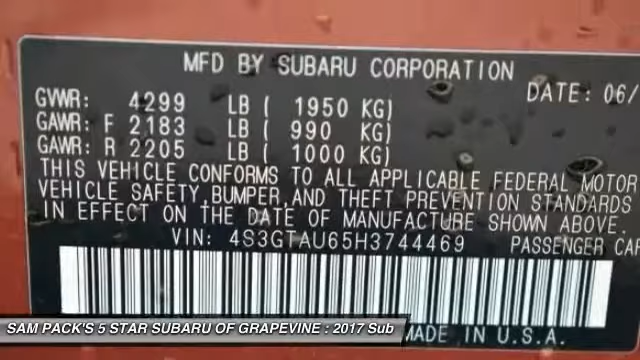 MFD BY SUBARU CORPORATION
DATE: 06/
GVWR: 4299 LB ( 1950 KG)
GAWR: F 2183 LB ( 990 KG)
GAWR: R 2205 LB ( 1000 KG)
THIS VEHICLE CONFORMS TO ALL APPLICABLE FEDERAL MOTOR
VEHICLE SAFETY,BUMPER,AND THEFT PREVENTION STANDARDS
IN EFFECT ON THE DATE OF MANUFACTURE SHOWN ABOVE.
VIN: 4S3GTAU65H3744469 PASSENGER CAR
SAM PACK'S 5 STAR SUBARU OF GRAPEVINE : 2017 Sub
MADE IN U.S.A.